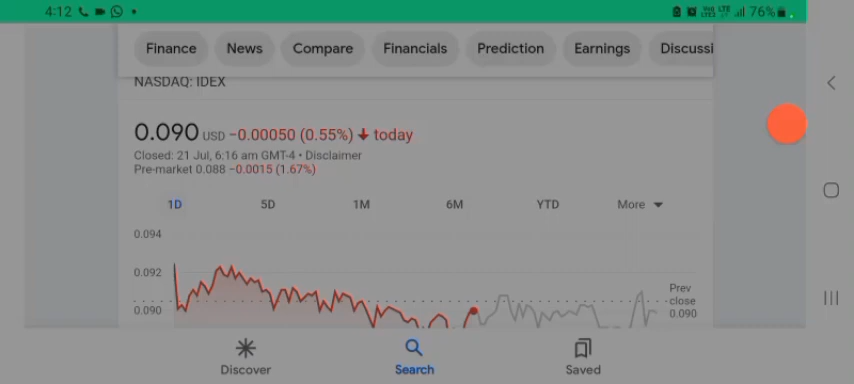 4:12
76%
Finance News Compare Financials Prediction Earnings Discussi
NASDAQ: IDEX
0.090 USD −0.00050 (0.55%) today
Closed: 21 Jul, 6:16 am GMT-4 • Disclaimer
Pre-market 0.088 −0.0015 (1.67%)
1D 5D 1M 6M YTD More
0.094
0.092
0.090
Prev
close
0.090
Discover Search Saved